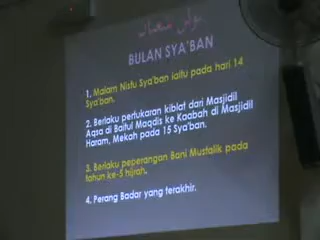 BULAN SYA'BAN
1. Malam Nisfu Sya'ban iaitu pada hari 14
Sya'ban.
2. Berlaku pertukaran kiblat dari Masjidil
Aqsa di Baitul Maqdis ke Kaabah di Masjidil
Haram, Mekah pada 15 Sya'ban.
3. Berlaku peperangan Bani Mustalik pada
tahun ke-5 hijrah.
4. Perang Badar yang terakhir.